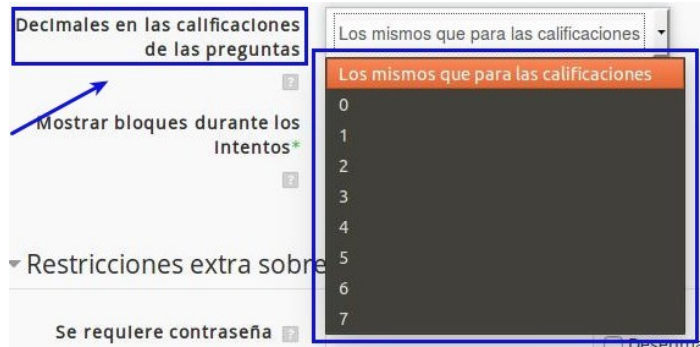 Decimales en las calificaciones
de las preguntas
Los mismos que para las calificaciones
Los mismos que para las calificaciones
0
1
2
3
4
5
6
7
?
Mostrar bloques durante los
Intentos*
?
Restricciones extra sobre
Se requiere contraseña ?